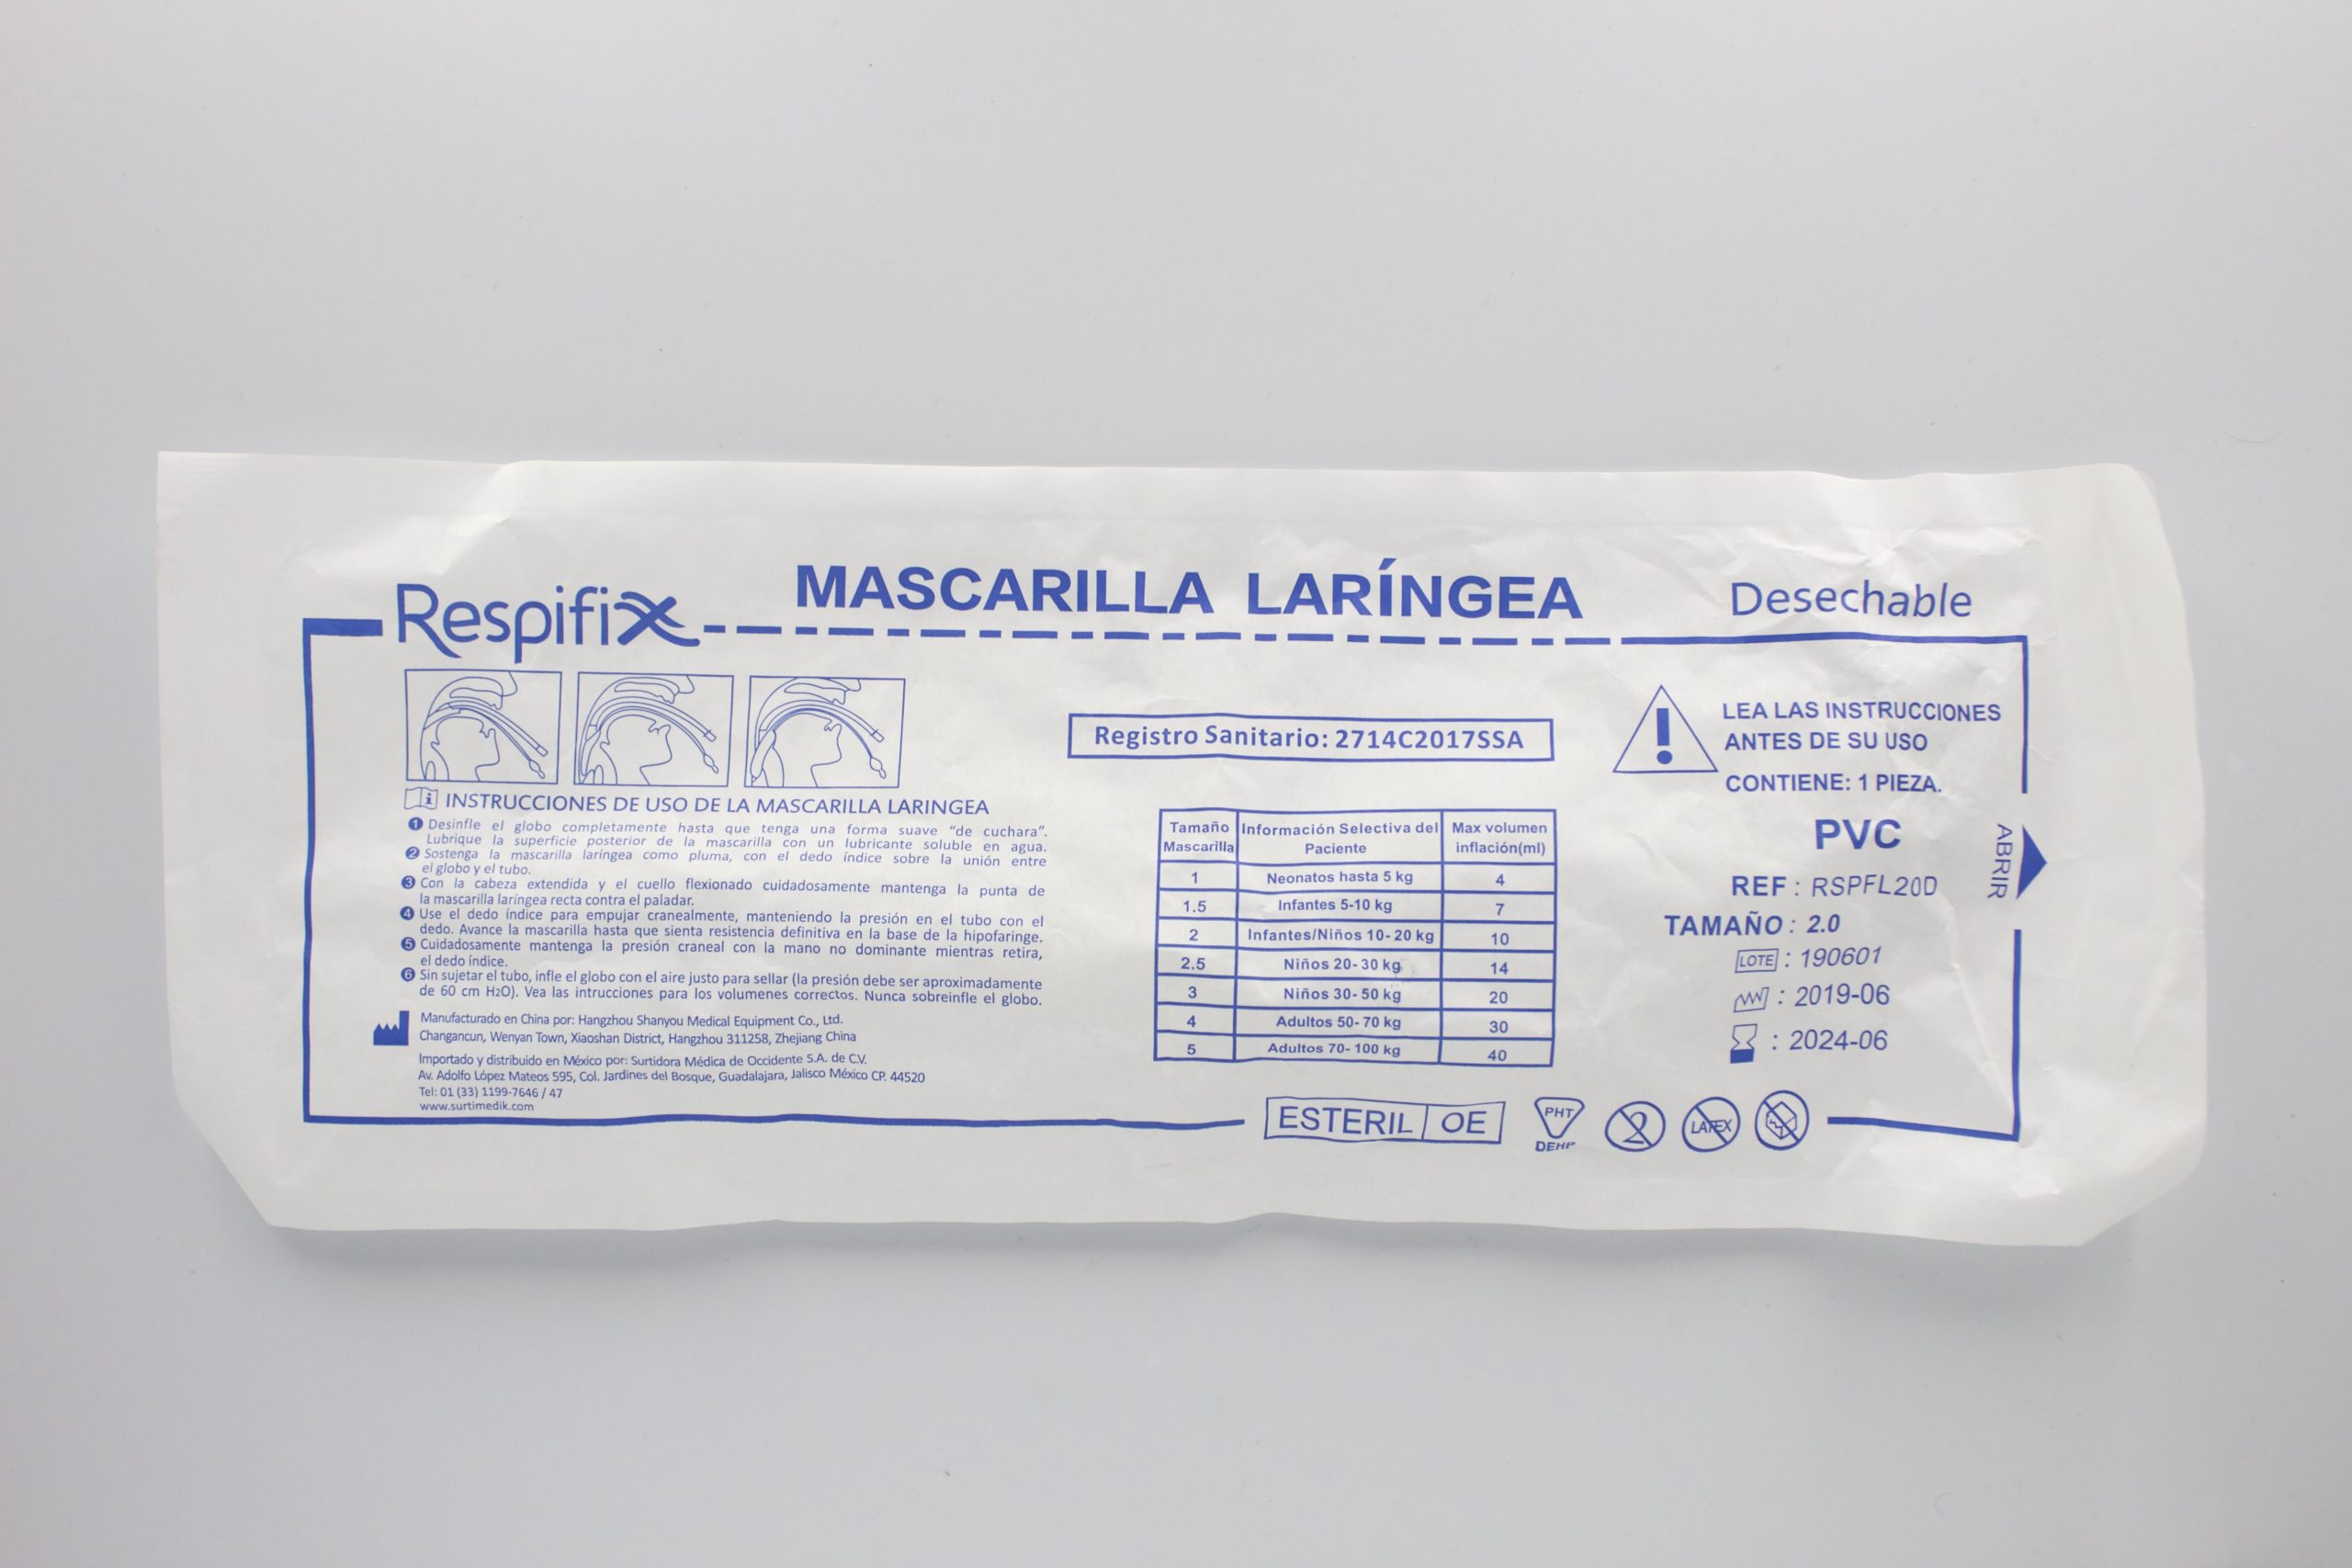 Respifix
MASCARILLA LARÍNGEA
Desechable
INSTRUCCIONES DE USO DE LA MASCARILLA LARINGEA
1 Desinfle el globo completamente hasta que tenga una forma suave “de cuchara”.
Lubrique la superficie posterior de la mascarilla con un lubricante soluble en agua.
2 Sostenga la mascarilla laríngea como pluma, con el dedo índice sobre la unión entre
el globo y el tubo.
3 Con la cabeza extendida y el cuello flexionado cuidadosamente mantenga la punta de
la mascarilla laríngea recta contra el paladar.
4 Use el dedo índice para empujar cranealmente, manteniendo la presión en el tubo con el
dedo. Avance la mascarilla hasta que sienta resistencia definitiva en la base de la hipofaringe.
5 Cuidadosamente mantenga la presión craneal con la mano no dominante mientras retira,
el dedo índice.
6 Sin sujetar el tubo, infle el globo con el aire justo para sellar (la presión debe ser aproximadamente
de 60 cm H2O). Vea las intrucciones para los volumenes correctos. Nunca sobreinfle el globo.
Manufacturado en China por: Hangzhou Shanyou Medical Equipment Co., Ltd.
Changancun, Wenyan Town, Xiaoshan District, Hangzhou 311258, Zhejiang China
Importado y distribuido en México por: Surtidora Médica de Occidente S.A. de C.V.
Av. Adolfo López Mateos 595, Col. Jardines del Bosque, Guadalajara, Jalisco México CP. 44520
Tel: 01 (33) 1199-7646 / 47
www.surtimedik.com
Registro Sanitario: 2714C2017SSA
Tamaño Mascarilla Información Selectiva del Paciente Max volumen inflación(ml)
1 Neonatos hasta 5 kg 4
1.5 Infantes 5-10 kg 7
2 Infantes/Niños 10-20 kg 10
2.5 Niños 20-30 kg 14
3 Niños 30-50 kg 20
4 Adultos 50-70 kg 30
5 Adultos 70-100 kg 40
LEA LAS INSTRUCCIONES
ANTES DE SU USO
CONTIENE: 1 PIEZA.
PVC
REF : RSPFL20D
TAMAÑO : 2.0
LOTE : 190601
: 2019-06
: 2024-06
ABRIR
ESTERIL OE
PHT
DEHP
2
LATEX